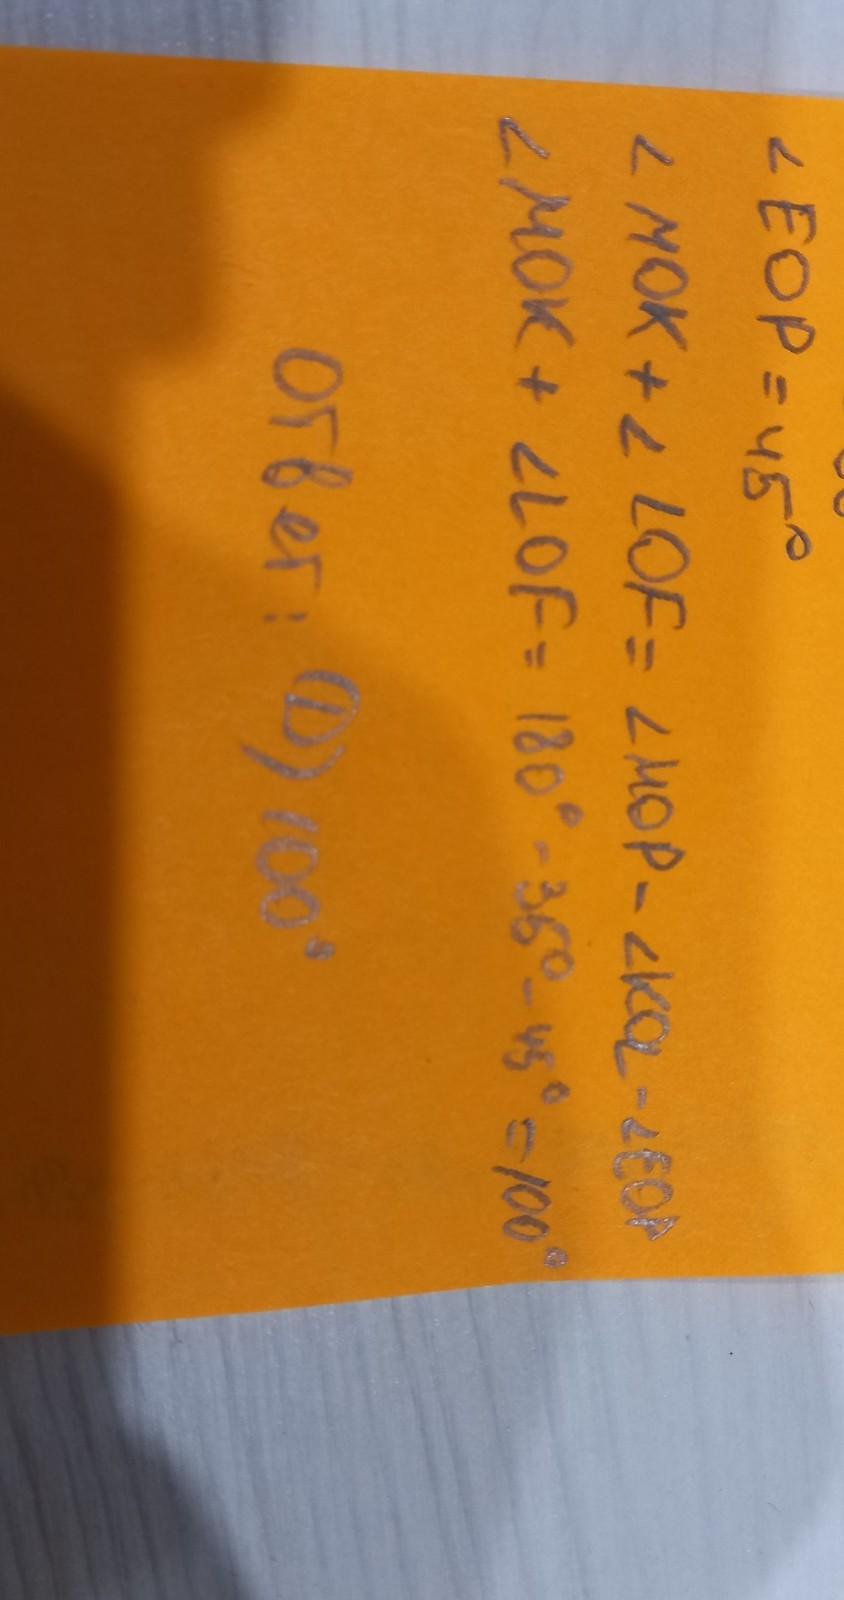 ∠EOP = 45°
∠MOK + ∠LOF = ∠MOP - ∠KOL - ∠EOP
∠MOK + ∠LOF = 180° - 35° - 45° = 100°
Ответ: (D) 100°